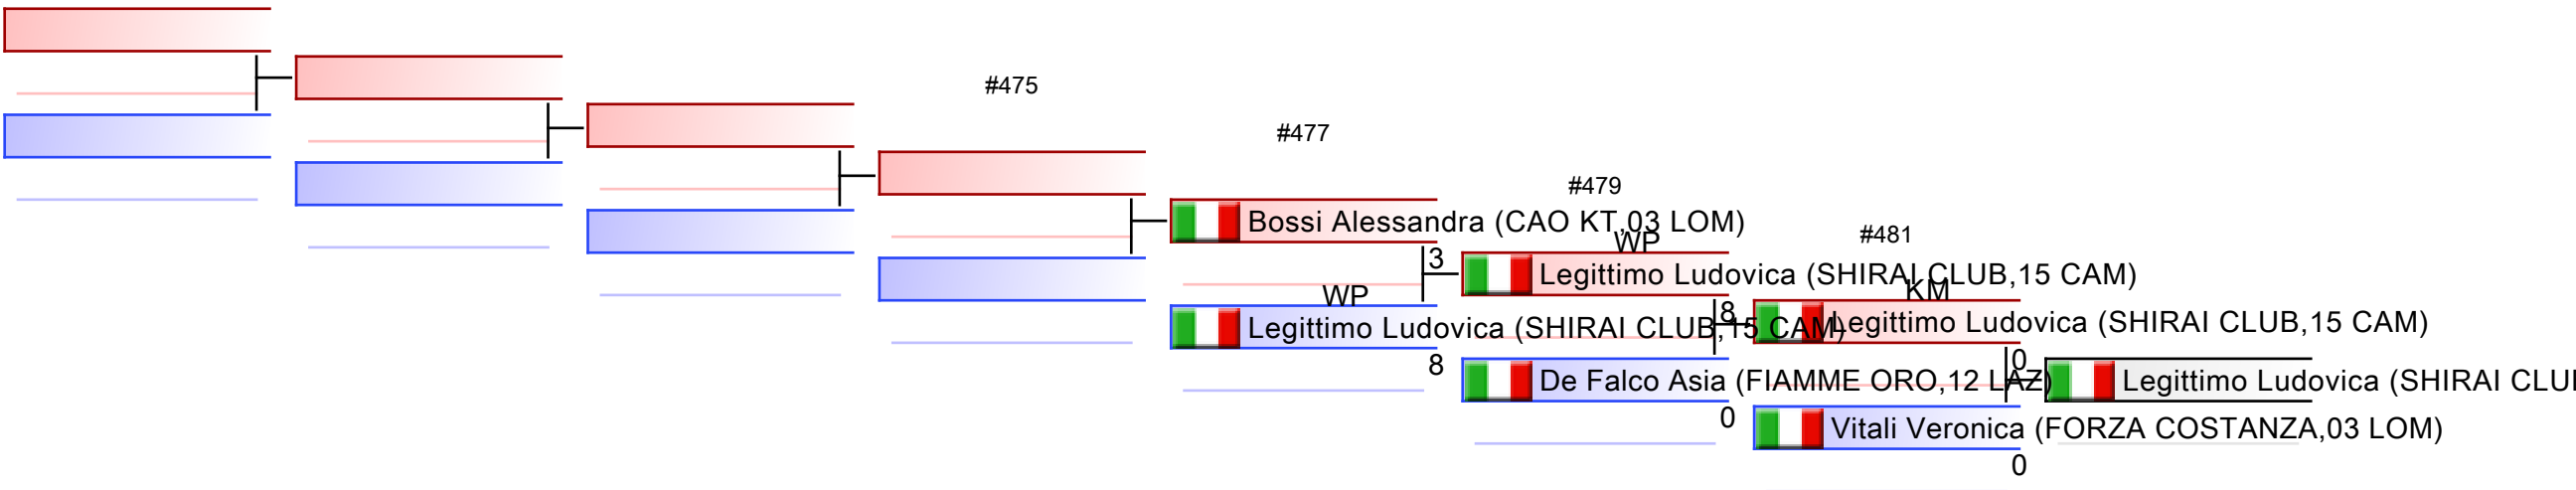 #475
#477
#479
Bossi Alessandra (CAO KT,03 LOM)
WP
#481
3
Legittimo Ludovica (SHIRAI CLUB,15 CAM)
WP
KM
8
Legittimo Ludovica (SHIRAI CLUB,15 CAM)
Legittimo Ludovica (SHIRAI CLUB,15 CAM)
8
0
De Falco Asia (FIAMME ORO,12 LAZ)
Legittimo Ludovica (SHIRAI CLU
0
Vitali Veronica (FORZA COSTANZA,03 LOM)
0